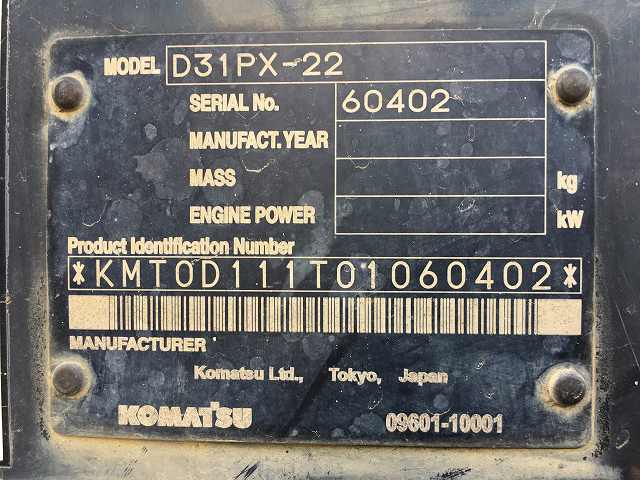 MODEL D31PX-22
SERIAL No. 60402
MANUFACT.YEAR
MASS kg
ENGINE POWER kW
Product Identification Number
*KMT0D111T01060402*
MANUFACTURER
Komatsu Ltd., Tokyo, Japan
KOMATSU 09601-10001